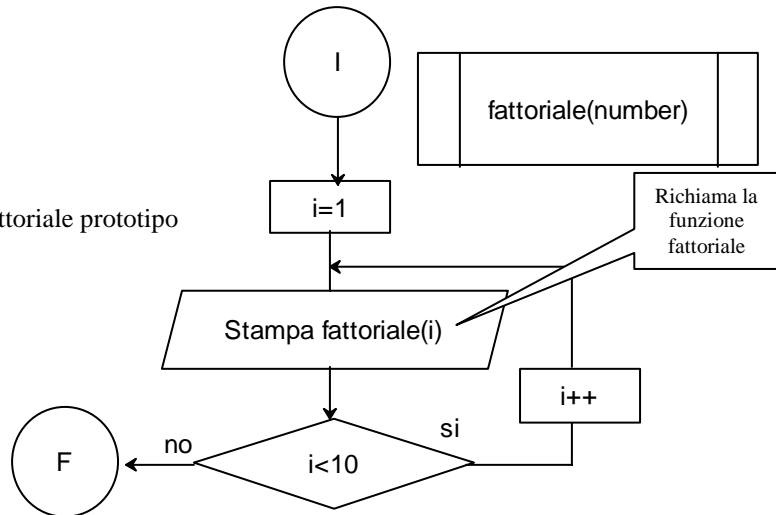 I
fattoriale(number)
i=1
ttoriale prototipo
Richiama la
funzione
fattoriale
Stampa fattoriale(i)
i++
si
no
i<10
F